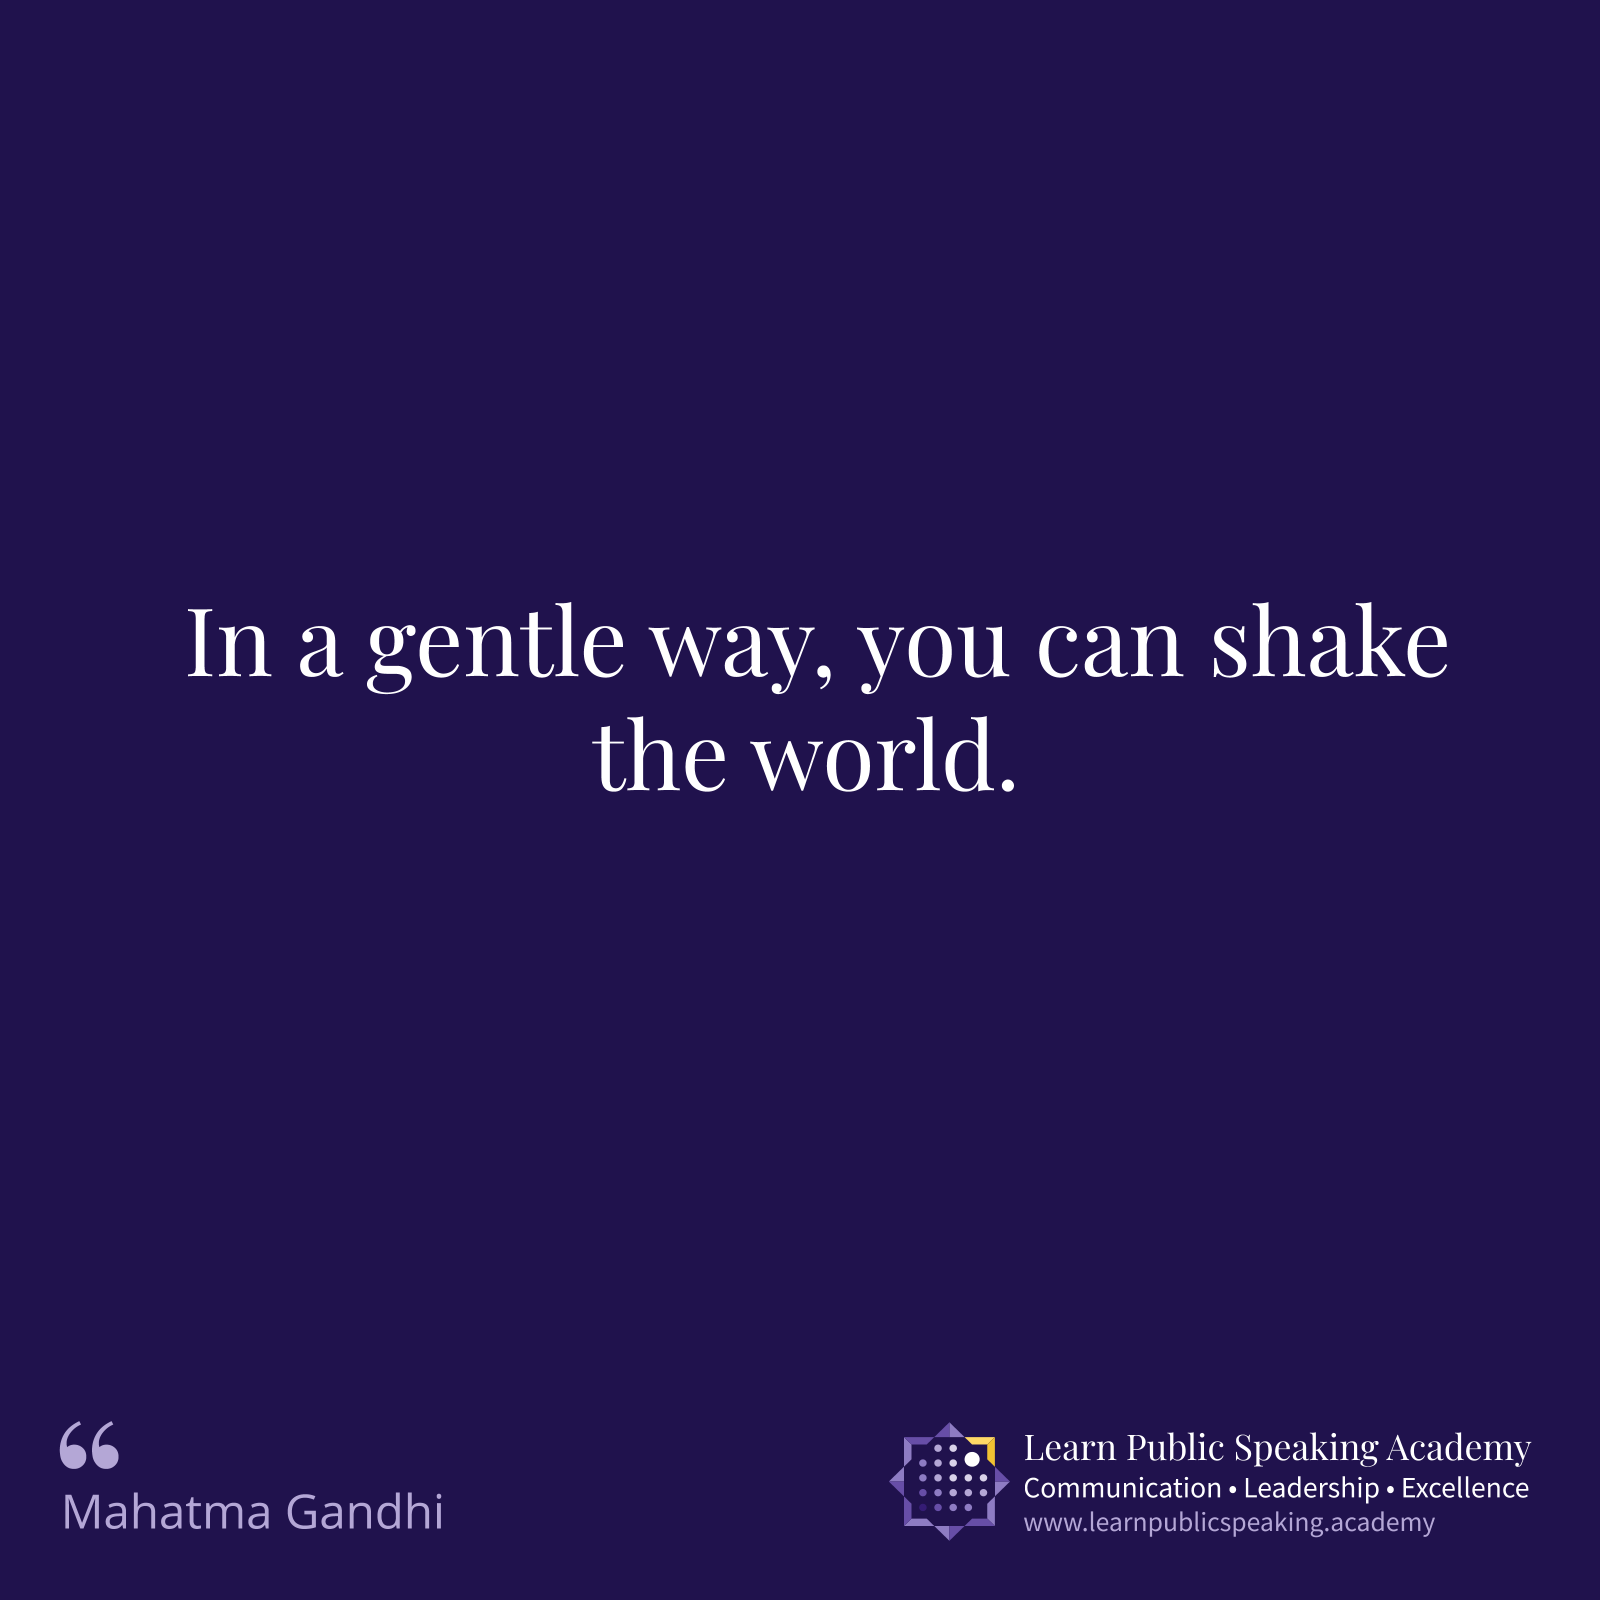 In a gentle way, you can shake
the world.
Mahatma Gandhi
Learn Public Speaking Academy
Communication • Leadership • Excellence
www.learnpublicspeaking.academy